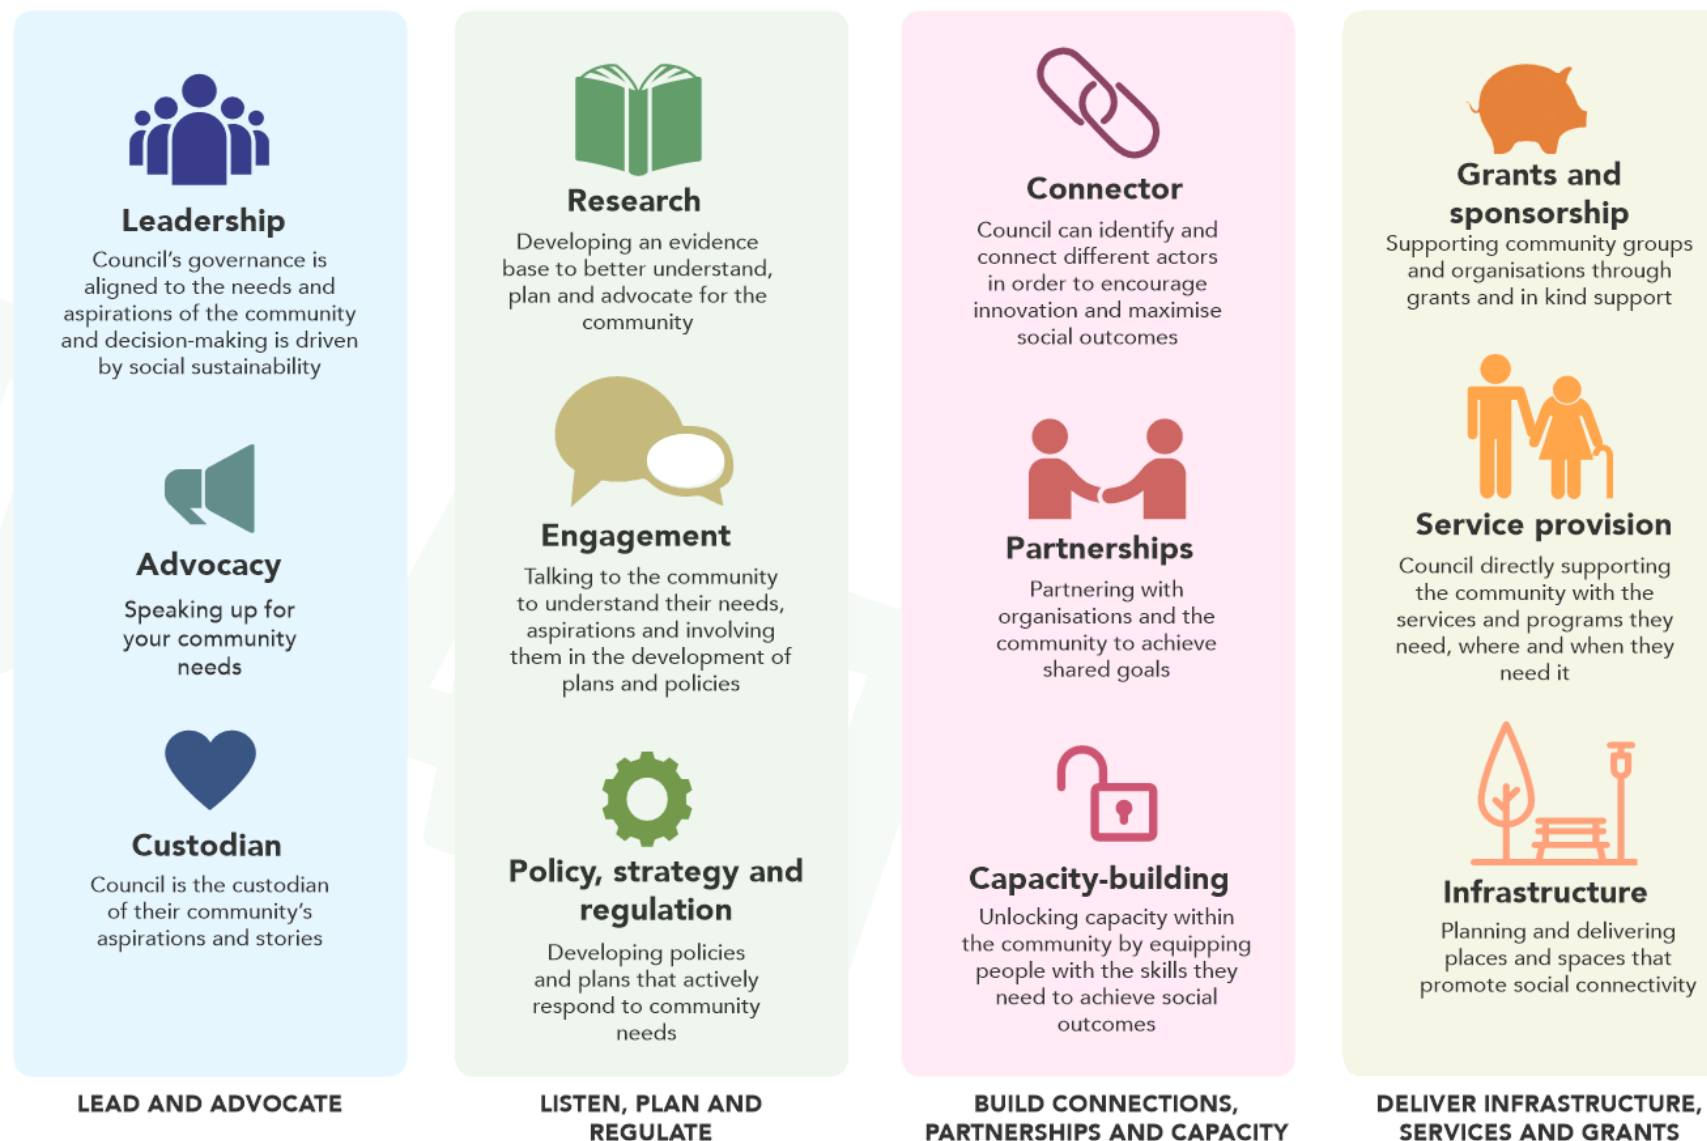 Leadership
Council's governance is
aligned to the needs and
aspirations of the community
and decision-making is driven
by social sustainability
Advocacy
Speaking up for
your community
needs
Custodian
Council is the custodian
of their community's
aspirations and stories
LEAD AND ADVOCATE
Research
Developing an evidence
base to better understand,
plan and advocate for the
community
Engagement
Talking to the community
to understand their needs,
aspirations and involving
them in the development of
plans and policies
Policy, strategy and
regulation
Developing policies
and plans that actively
respond to community
needs
LISTEN, PLAN AND
REGULATE
Connector
Council can identify and
connect different actors
in order to encourage
innovation and maximise
social outcomes
Partnerships
Partnering with
organisations and the
community to achieve
shared goals
Capacity-building
Unlocking capacity within
the community by equipping
people with the skills they
need to achieve social
outcomes
BUILD CONNECTIONS,
PARTNERSHIPS AND CAPACITY
Grants and
sponsorship
Supporting community groups
and organisations through
grants and in kind support
Service provision
Council directly supporting
the community with the
services and programs they
need, where and when they
need it
Infrastructure
Planning and delivering
places and spaces that
promote social connectivity
DELIVER INFRASTRUCTURE,
SERVICES AND GRANTS